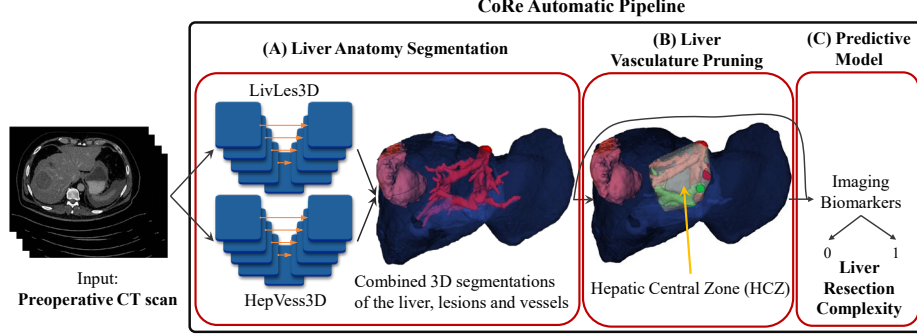 CoRe Automatic Pipeline
(A) Liver Anatomy Segmentation
(B) Liver
Vasculature Pruning
(C) Predictive
Model
LivLes3D
HepVess3D
Input:
Preoperative CT scan
Combined 3D segmentations
of the liver, lesions and vessels
Hepatic Central Zone (HCZ)
Imaging
Biomarkers
0 1
Liver
Resection
Complexity